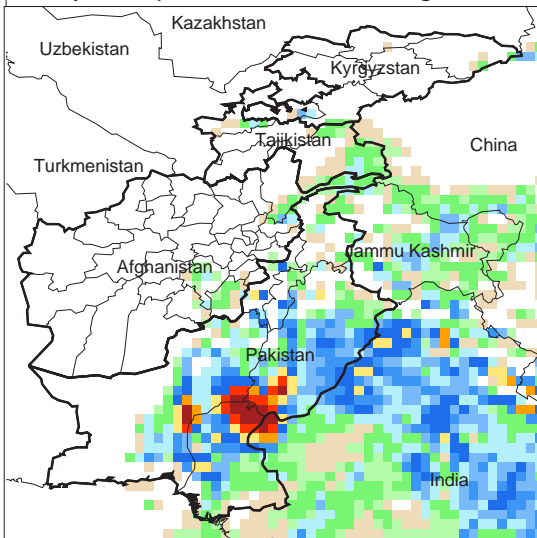 Kazakhstan
Uzbekistan
Kyrgyzstan
Tajikistan
China
Turkmenistan
Jammu Kashmir
Afghanistan
Pakistan
India